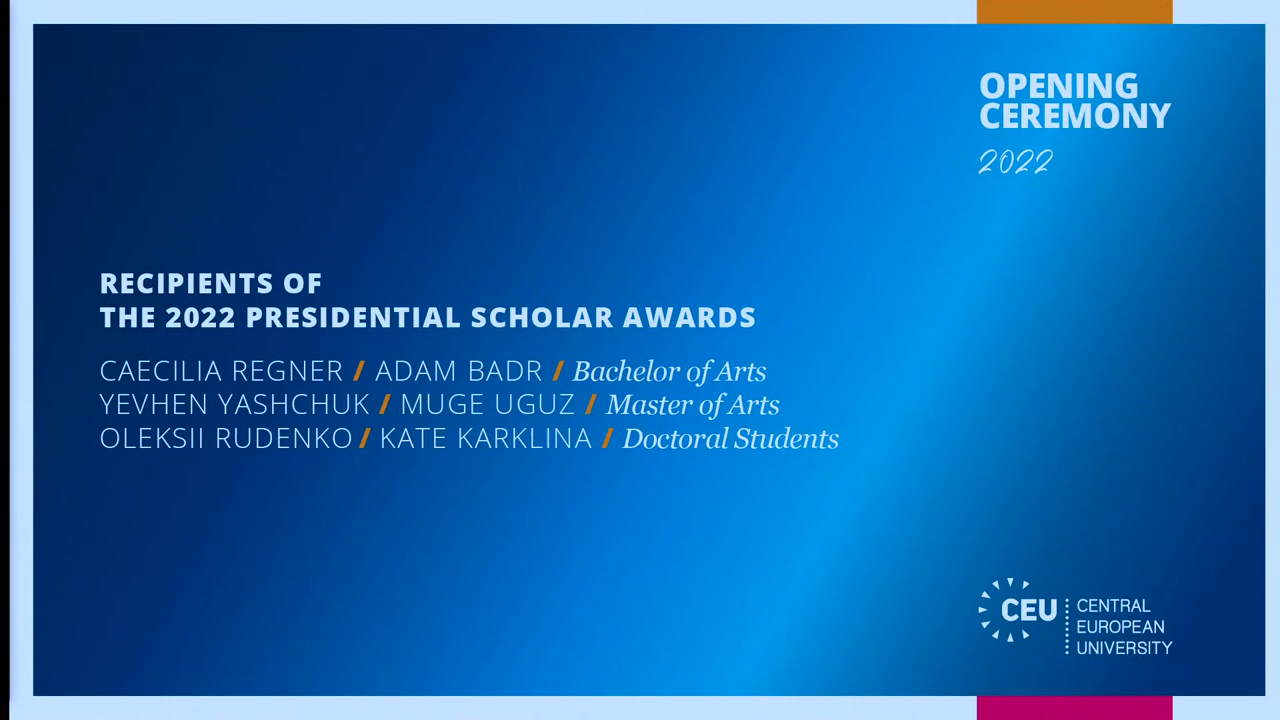 OPENING
CEREMONY
2022
RECIPIENTS OF
THE 2022 PRESIDENTIAL SCHOLAR AWARDS
CAECILIA REGNER / ADAM BADR / Bachelor of Arts
YEVHEN YASHCHUK / MUGE UGUZ / Master of Arts
OLEKSII RUDENKO / KATE KARKLINA / Doctoral Students
CEU
CENTRAL
EUROPEAN
UNIVERSITY